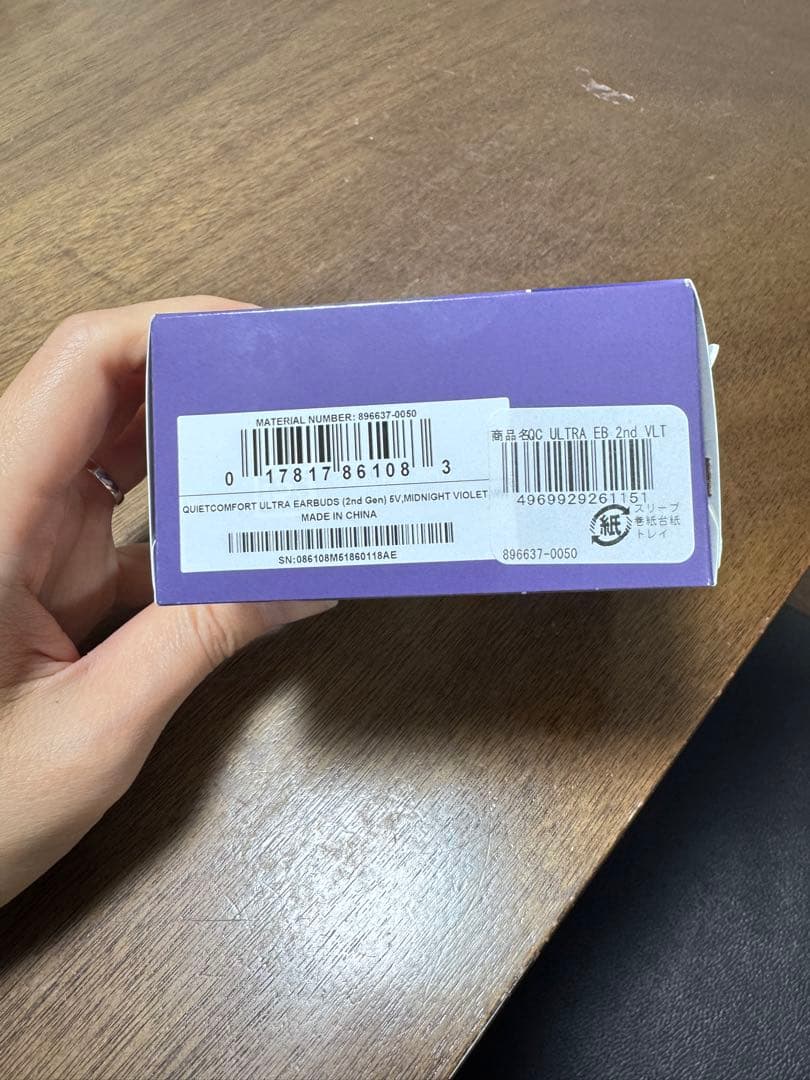 MATERIAL NUMBER: 896637-0050
0 17817 86108 3
QUIETCOMFORT ULTRA EARBUDS (2nd Gen) 5V,MIDNIGHT VIOLET
MADE IN CHINA
SN:086108M51860118AE
商品名QC ULTRA EB 2nd VLT
4969929261151
紙
スリーブ
巻紙台紙
トレイ
896637-0050